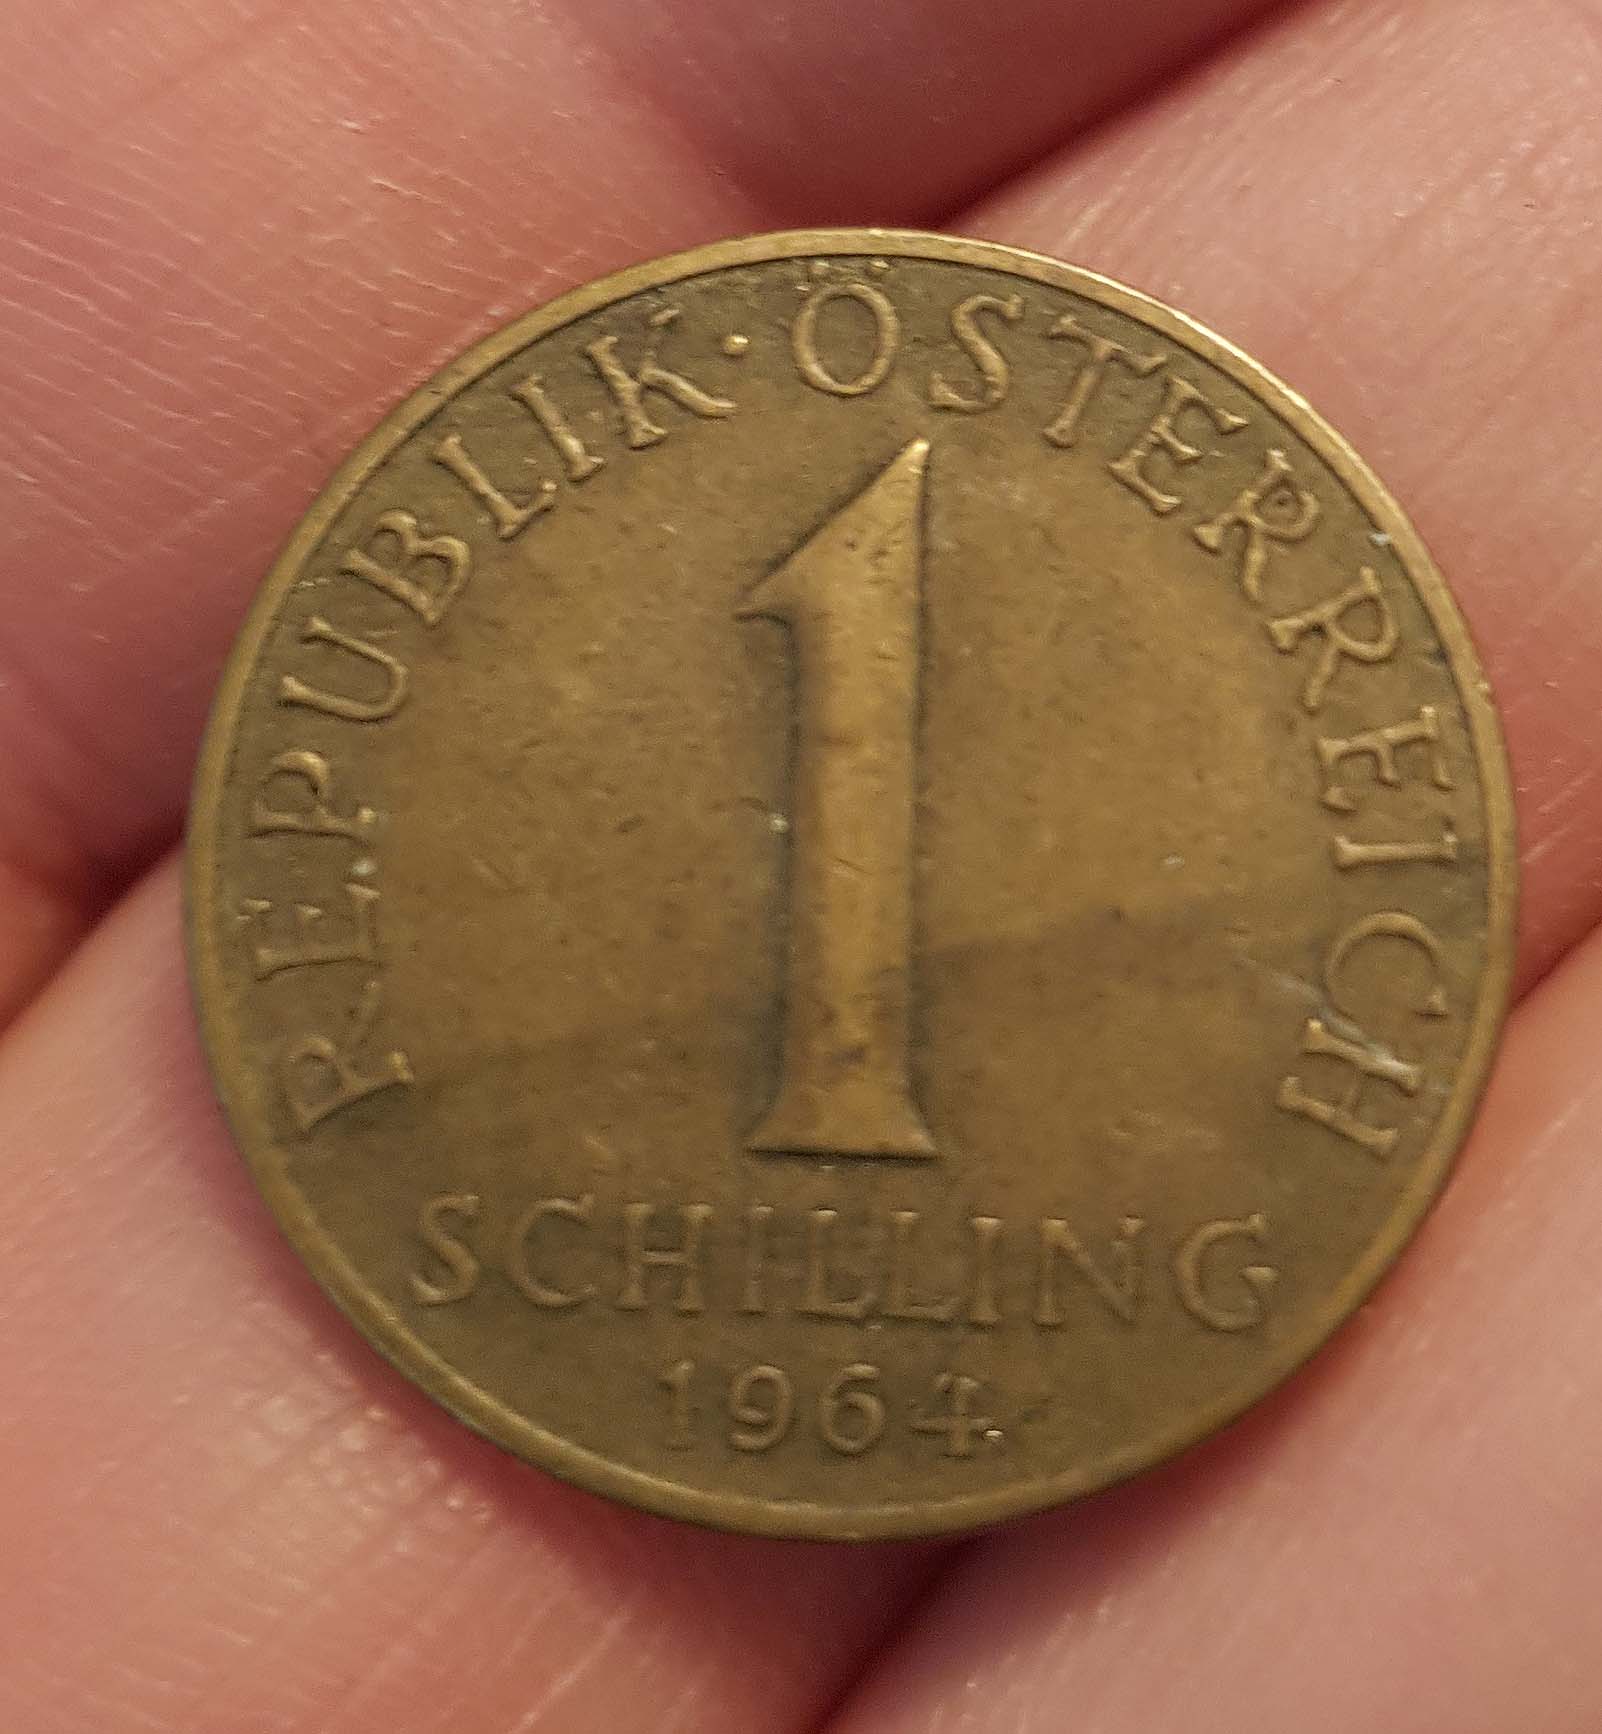 REPUBLIK · ÖSTERREICH
1
SCHILLING
1964